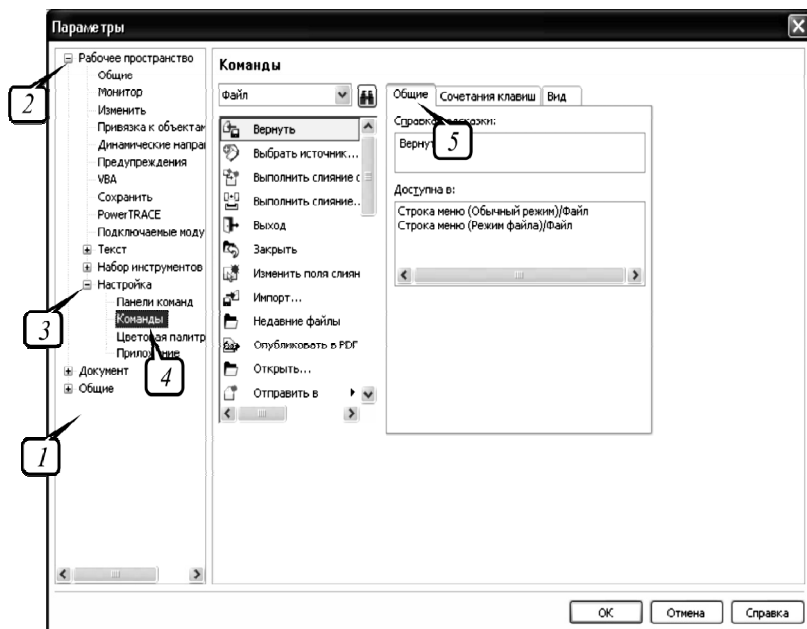 Параметры
Рабочее пространство
Общие
Монитор
Изменить
Привязка к объектам
Динамические направ
Предупреждения
VBA
Сохранить
PowerTRACE
Подключаемые моду
Текст
Набор инструментов
Настройка
Панели команд
Команды
Цветовая палитр
Приложение
Документ
Общие
1
2
3
4
Команды
Файл
Вернуть
Выбрать источник...
Выполнить слияние с
Выполнить слияние...
Выход
Закрыть
Изменить поля слиян
Импорт...
Недавние файлы
Опубликовать в PDF
Открыть...
Отправить в
Общие Сочетания клавиш Вид
5
Вернут
Доступна в:
Строка меню (Обычный режим)/Файл
Строка меню (Режим файла)/Файл
OK Отмена Справка